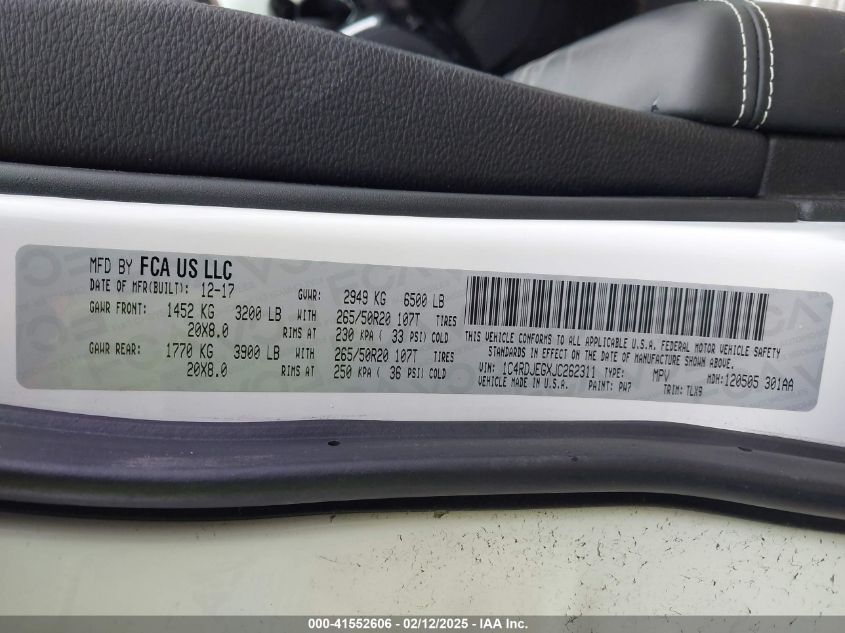 MFD BY FCA US LLC
DATE OF MFR(BUILT): 12-17 GVWR: 2949 KG 6500 LB
GAWR FRONT: 1452 KG 3200 LB WITH 265/50R20 107T TIRES
20X8.0 RIMS AT 230 KPA ( 33 PSI) COLD
GAWR REAR: 1770 KG 3900 LB WITH 265/50R20 107T TIRES
20X8.0 RIMS AT 250 KPA ( 36 PSI) COLD
THIS VEHICLE CONFORMS TO ALL APPLICABLE U.S.A. FEDERAL MOTOR VEHICLE SAFETY
STANDARDS IN EFFECT ON THE DATE OF MANUFACTURE SHOWN ABOVE.
VIN: 1C4RDJEGXJC262311 TYPE: MPV MDH:120505 301AA
VEHICLE MADE IN U.S.A. PAINT: PW7 TRIM: TLX9
000-41552606 - 02/12/2025 - IAA Inc.